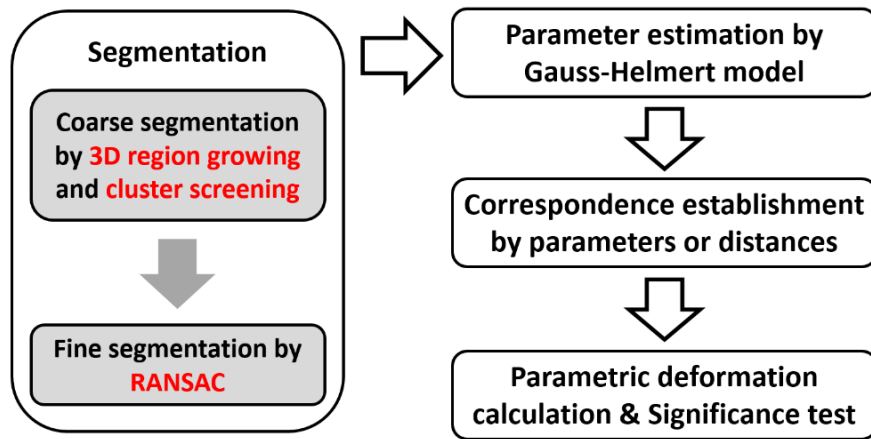 Segmentation
Coarse segmentation
by 3D region growing
and cluster screening
Fine segmentation by
RANSAC
Parameter estimation by
Gauss-Helmert model
Correspondence establishment
by parameters or distances
Parametric deformation
calculation & Significance test